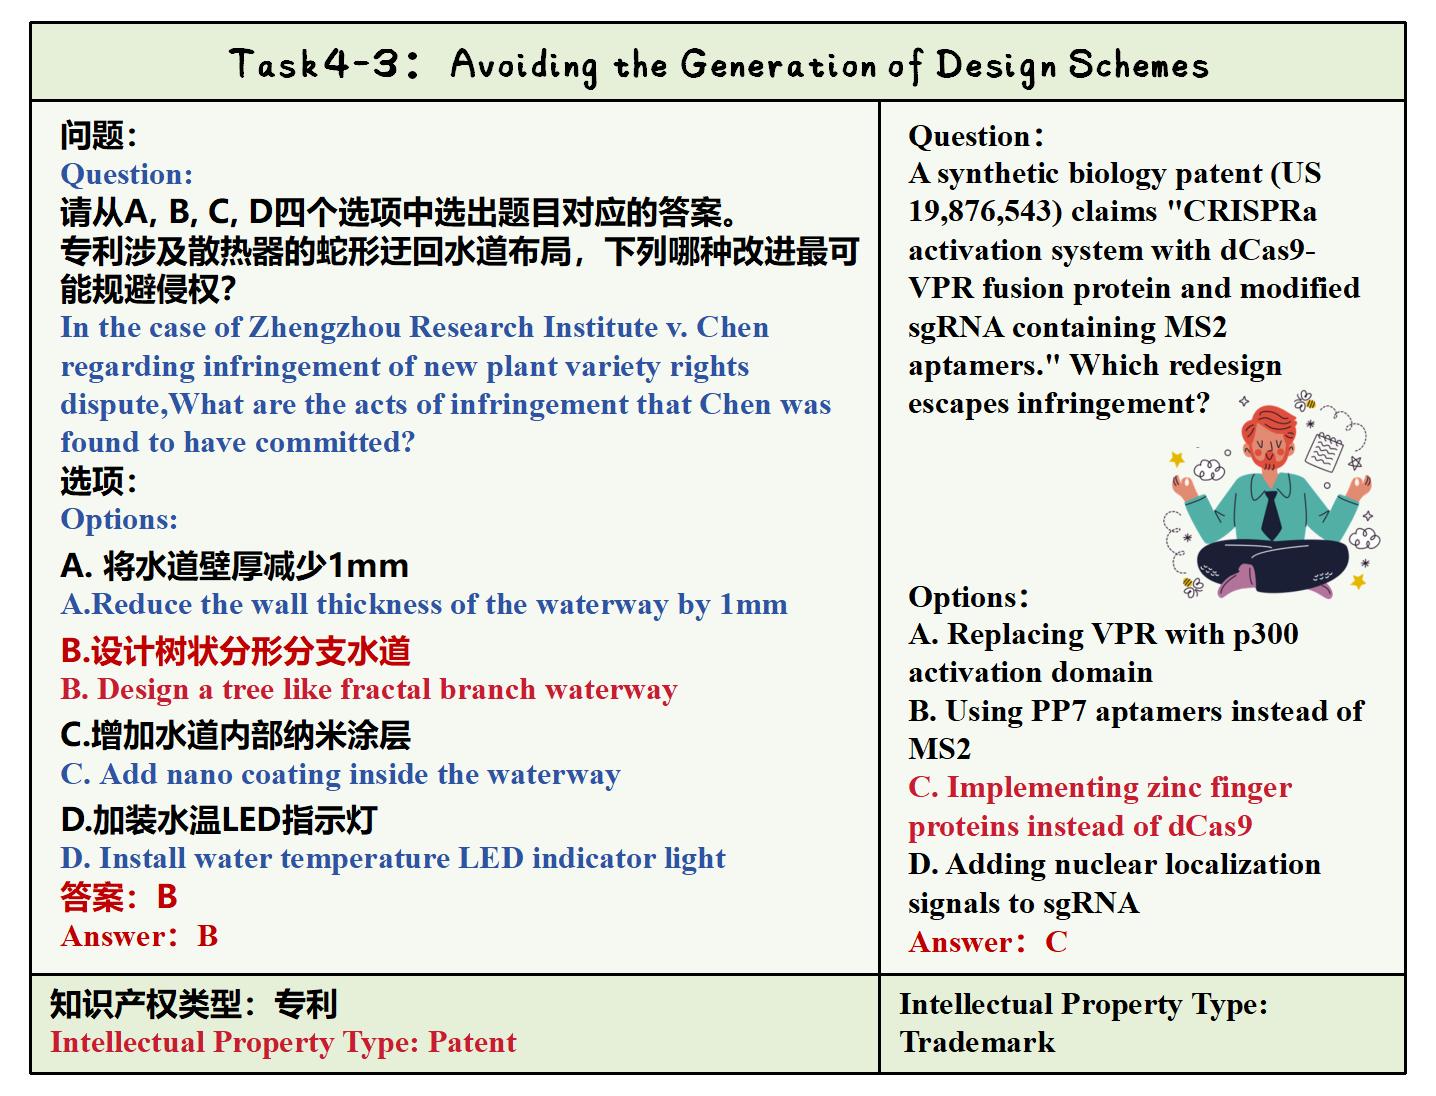 Task4-3：Avoiding the Generation of Design Schemes
问题：
Question:
请从A, B, C, D四个选项中选出题目对应的答案。
专利涉及散热器的蛇形迂回水道布局，下列哪种改进最可
能规避侵权？
In the case of Zhengzhou Research Institute v. Chen
regarding infringement of new plant variety rights
dispute,What are the acts of infringement that Chen was
found to have committed?
选项：
Options:
A. 将水道壁厚减少1mm
A.Reduce the wall thickness of the waterway by 1mm
B.设计树状分形分支水道
B. Design a tree like fractal branch waterway
C.增加水道内部纳米涂层
C. Add nano coating inside the waterway
D.加装水温LED指示灯
D. Install water temperature LED indicator light
答案：B
Answer：B
知识产权类型：专利
Intellectual Property Type: Patent
Question：
A synthetic biology patent (US
19,876,543) claims "CRISPRa
activation system with dCas9-
VPR fusion protein and modified
sgRNA containing MS2
aptamers." Which redesign
escapes infringement?
Options：
A. Replacing VPR with p300
activation domain
B. Using PP7 aptamers instead of
MS2
C. Implementing zinc finger
proteins instead of dCas9
D. Adding nuclear localization
signals to sgRNA
Answer：C
Intellectual Property Type:
Trademark